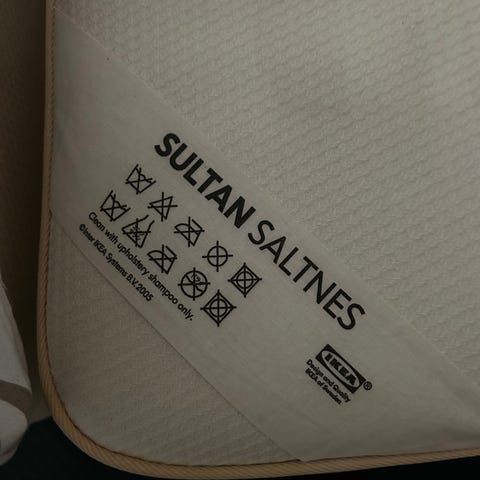 SULTAN SALTNES
Clean with upholstery shampoo only.
©Inter IKEA Systems B.V. 2005
IKEA®
Design and Quality
IKEA of Sweden